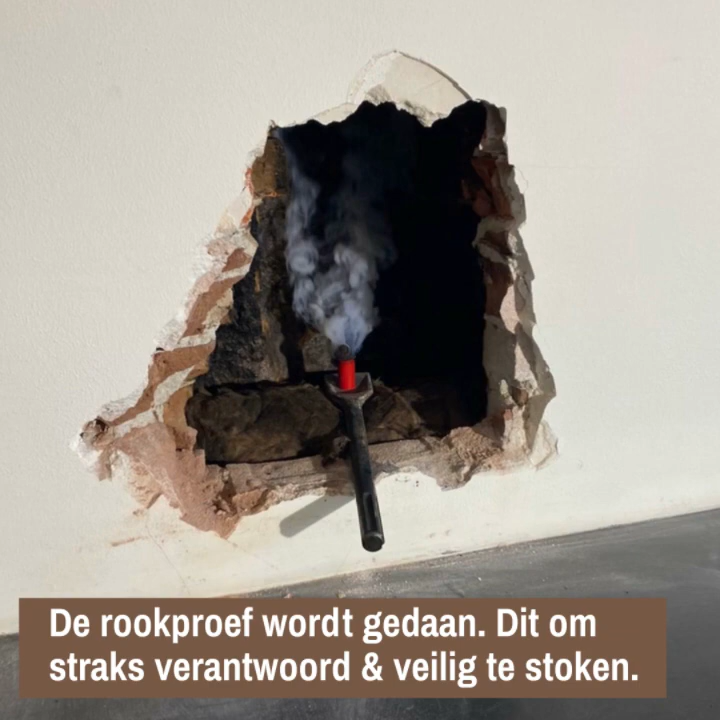 De rookproef wordt gedaan. Dit om
straks verantwoord & veilig te stoken.